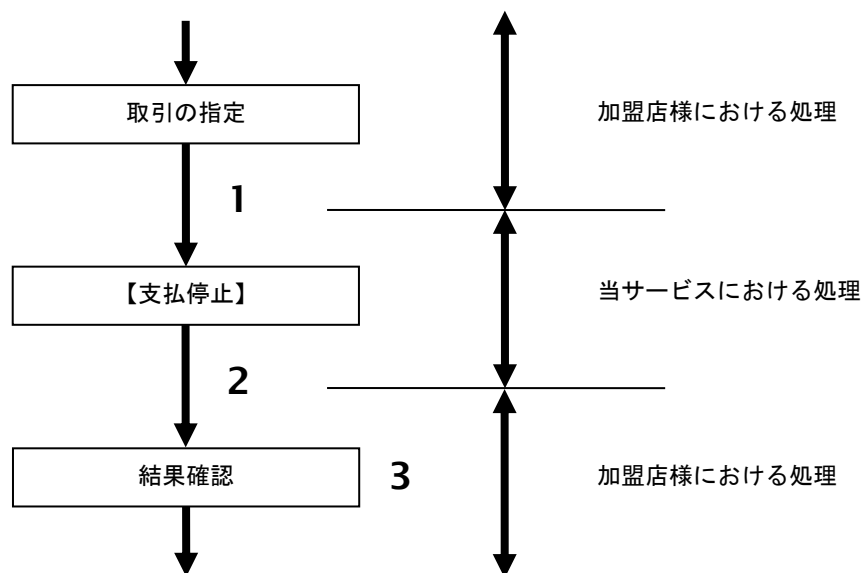 取引の指定
加盟店様における処理
1
【支払停止】
当サービスにおける処理
2
結果確認
3
加盟店様における処理